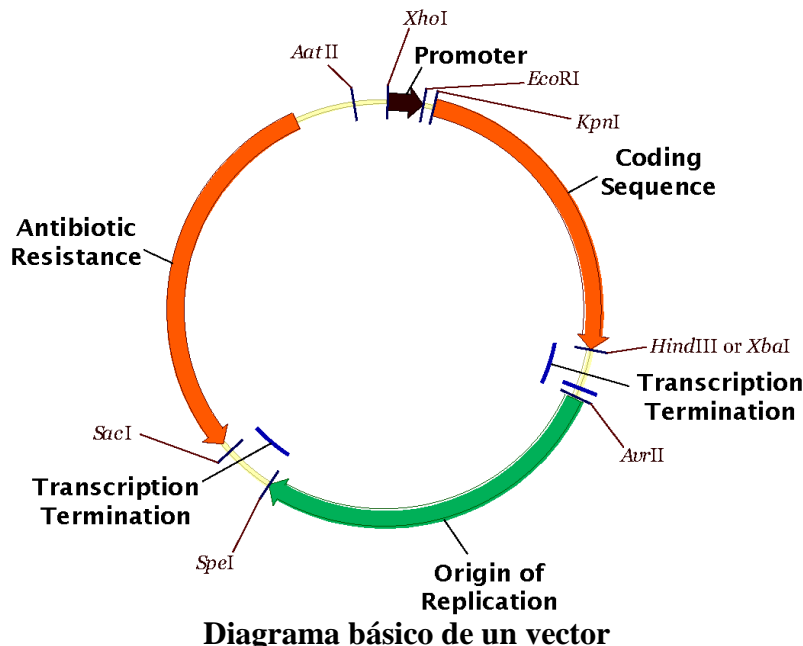 XhoI
AatII
Promoter
EcoRI
KpnI
Coding
Sequence
Antibiotic
Resistance
HindIII or XbaI
Transcription
Termination
SacI
AvrII
Transcription
Termination
SpeI
Origin of
Replication
Diagrama básico de un vector